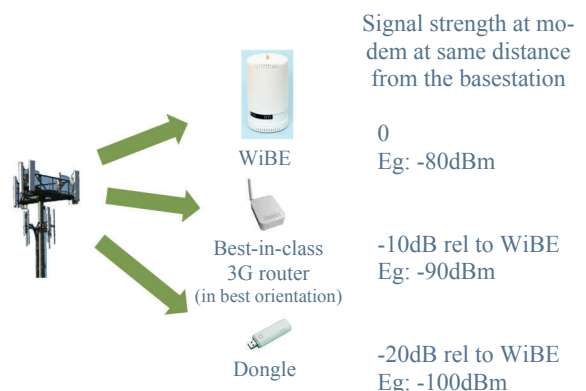 Signal strength at mo-
dem at same distance
from the basestation
0
Eg: -80dBm
WiBE
Best-in-class
3G router
(in best orientation)
-10dB rel to WiBE
Eg: -90dBm
Dongle
-20dB rel to WiBE
Eg: -100dBm